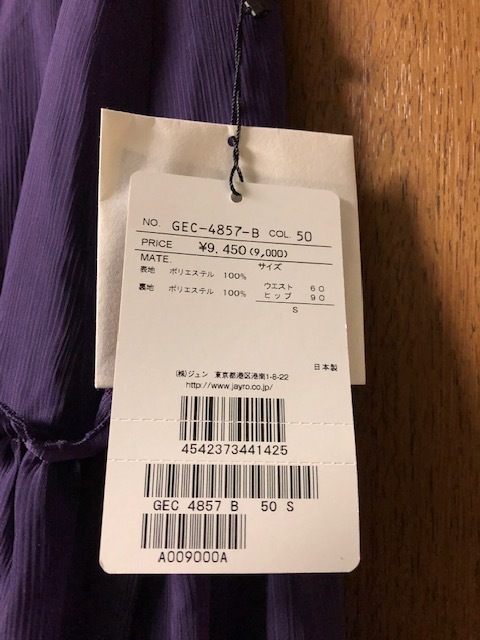 NO. GEC-4857-B COL. 50
PRICE ¥9,450(9,000)
MATE. サイズ
表地 ポリエステル 100%
裏地 ポリエステル 100%
ウエスト 60
ヒップ 90
S
日本製
(株)ジュン 東京都港区港南1-8-22
http://www.jayro.co.jp/
4542373441425
GEC 4857 B 50 S
A009000A